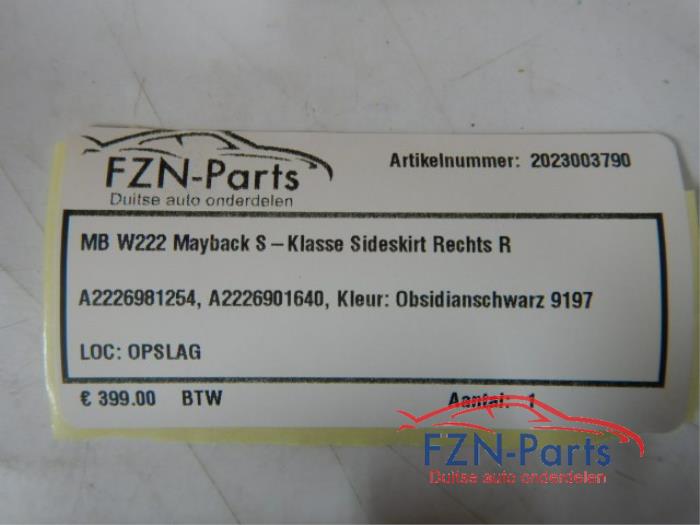 FZN-Parts
Duitse auto onderdelen
Artikelnummer: 2023003790
MB W222 Mayback S – Klasse Sideskirt Rechts R
A2226981254, A2226901640, Kleur: Obsidianschwarz 9197
LOC: OPSLAG
€ 399.00 BTW Aantal: 1
FZN-Parts
Duitse auto onderdelen